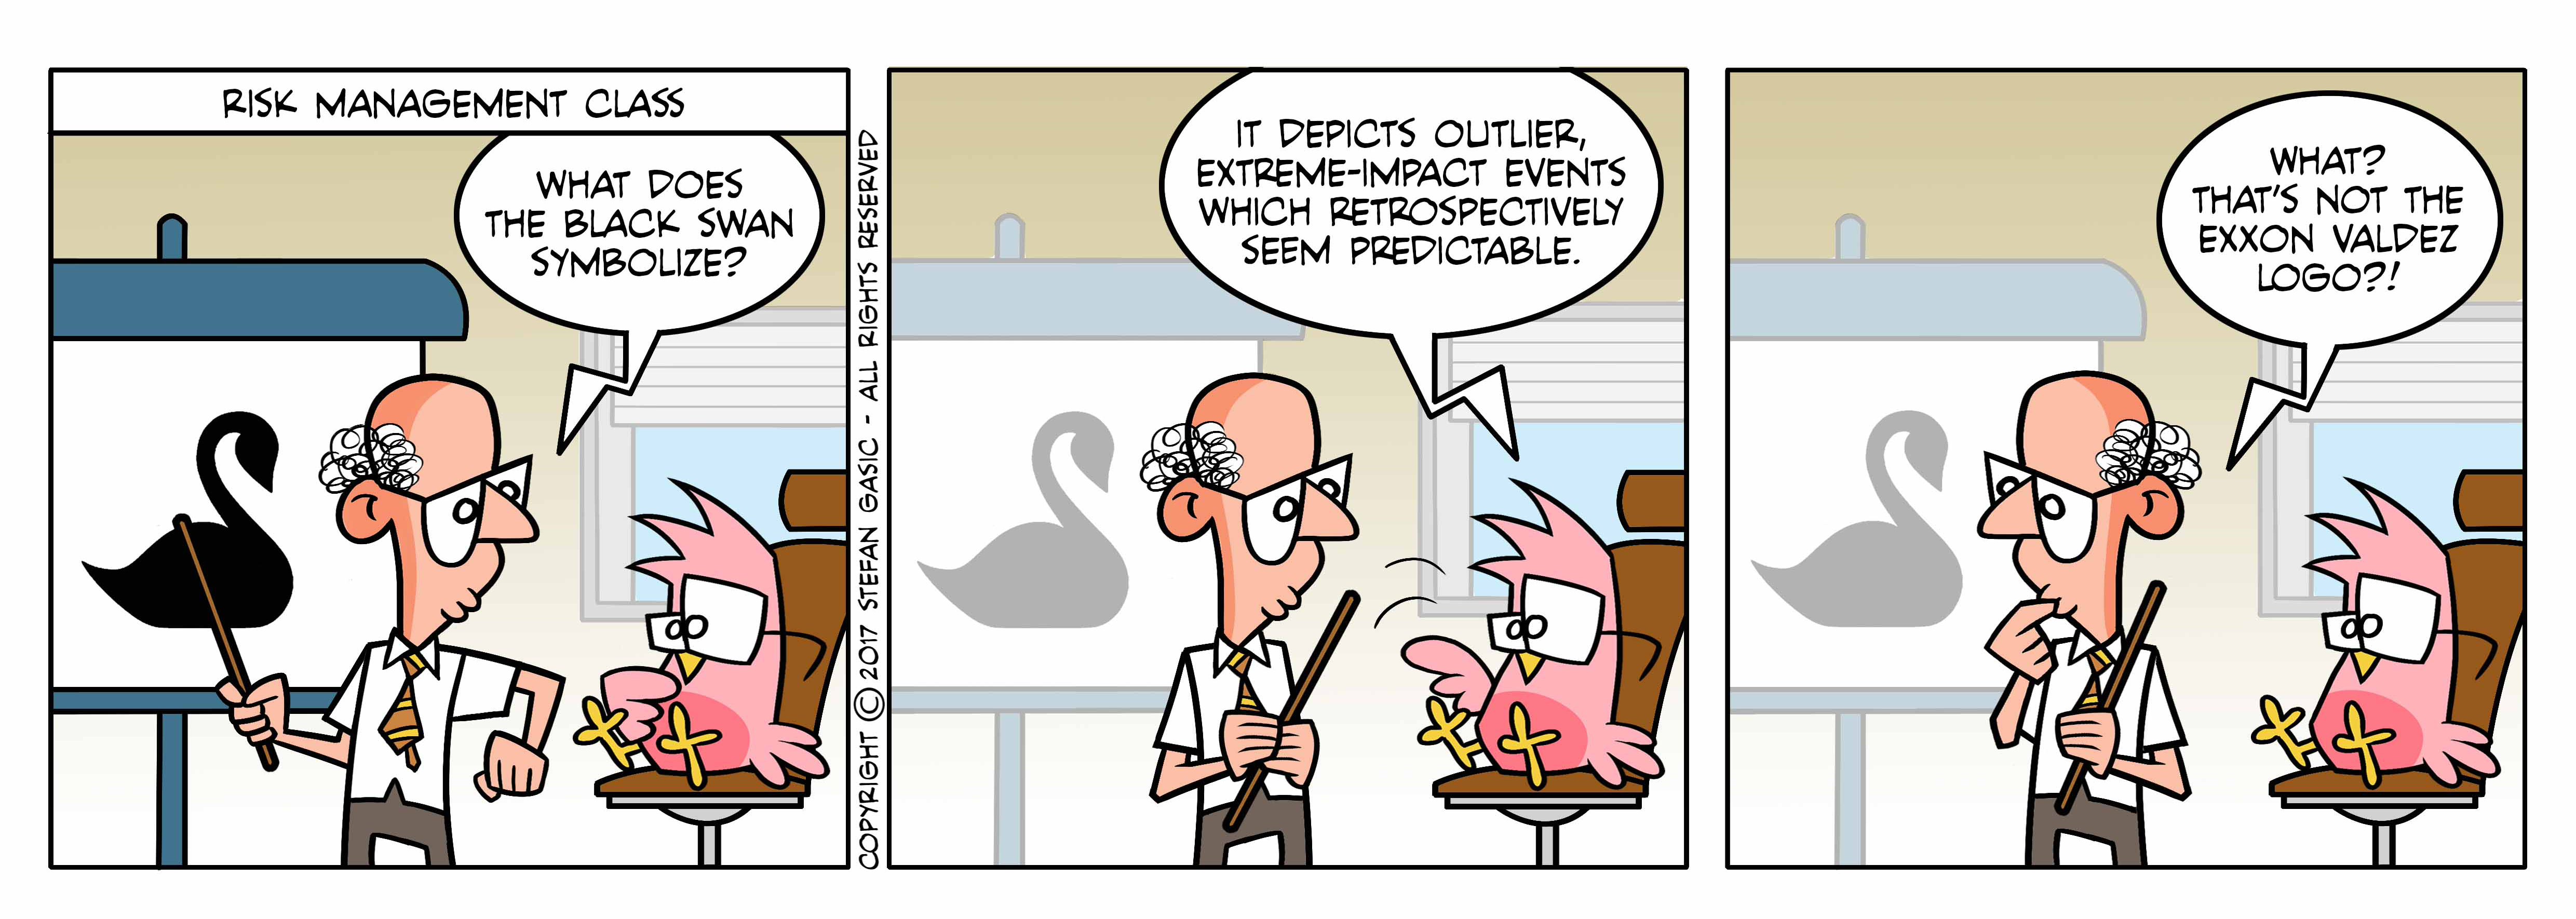 RISK MANAGEMENT CLASS
WHAT DOES
THE BLACK SWAN
SYMBOLIZE?
COPYRIGHT © 2017 STEFAN GASIC - ALL RIGHTS RESERVED
IT DEPICTS OUTLIER,
EXTREME-IMPACT EVENTS
WHICH RETROSPECTIVELY
SEEM PREDICTABLE.
WHAT?
THAT'S NOT THE
EXXON VALDEZ
LOGO?!